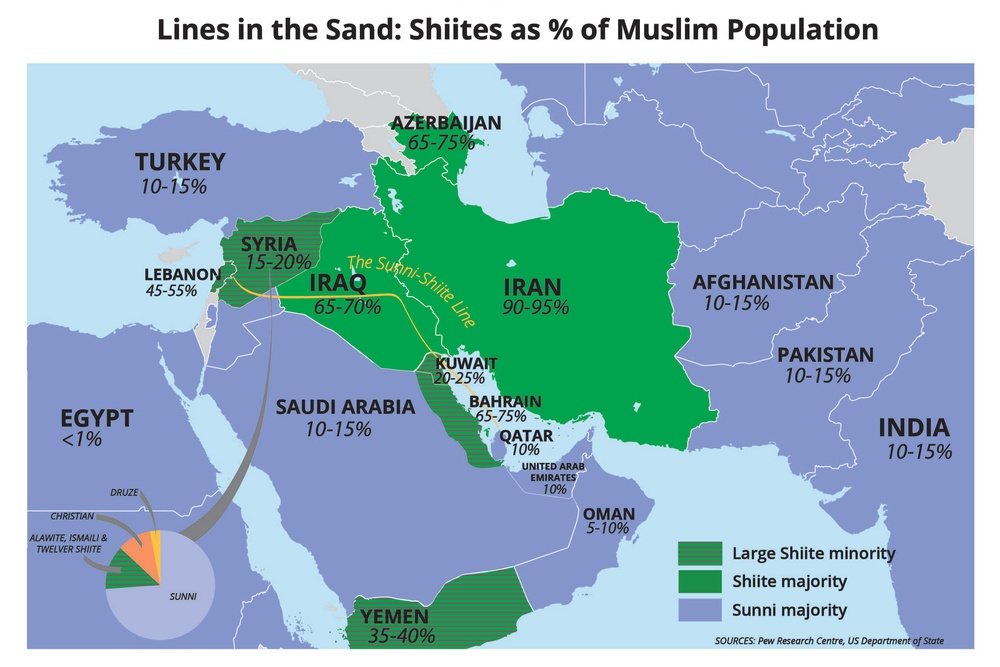 Lines in the Sand: Shiites as % of Muslim Population
AZERBAIJAN
65-75%
TURKEY
10-15%
SYRIA
15-20%
The Sunni-Shiite Line
LEBANON
45-55%
IRAQ
65-70%
IRAN
90-95%
AFGHANISTAN
10-15%
PAKISTAN
10-15%
KUWAIT
20-25%
BAHRAIN
65-75%
SAUDI ARABIA
10-15%
EGYPT
<1%
QATAR
10%
INDIA
10-15%
UNITED ARAB
EMIRATES
10%
OMAN
5-10%
DRUZE
CHRISTIAN
ALAWITE, ISMAILI &
TWELVER SHIITE
SUNNI
YEMEN
35-40%
Large Shiite minority
Shiite majority
Sunni majority
SOURCES: Pew Research Centre, US Department of State